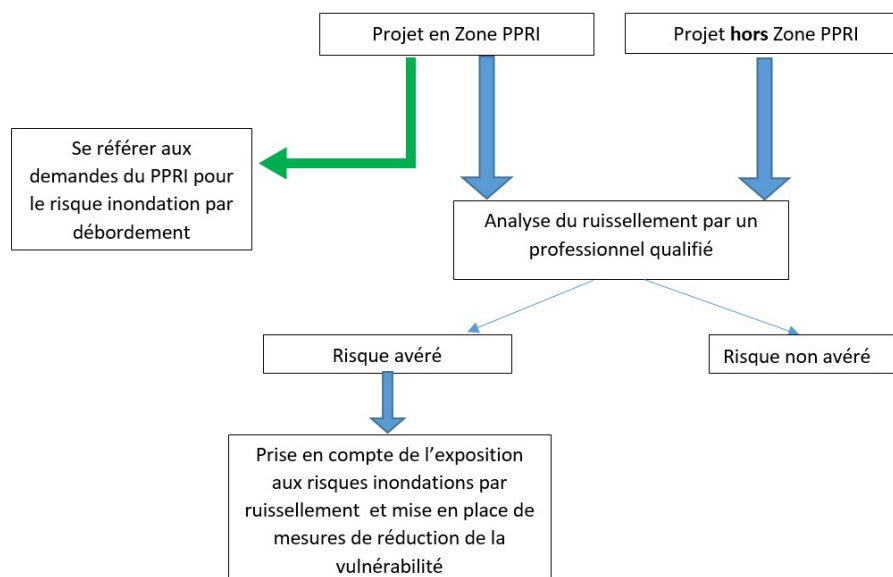 Projet en Zone PPRI
Projet hors Zone PPRI
Se référer aux
demandes du PPRI pour
le risque inondation par
débordement
Analyse du ruissellement par un
professionnel qualifié
Risque avéré
Risque non avéré
Prise en compte de l’exposition
aux risques inondations par
ruissellement et mise en place de
mesures de réduction de la
vulnérabilité